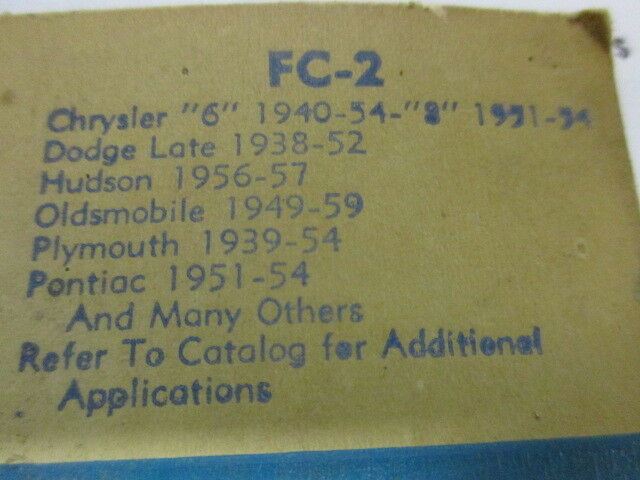 FC-2
Chrysler "6" 1940-54-"8" 1951-54
Dodge Late 1938-52
Hudson 1956-57
Oldsmobile 1949-59
Plymouth 1939-54
Pontiac 1951-54
And Many Others
Refer To Catalog for Additional
Applications